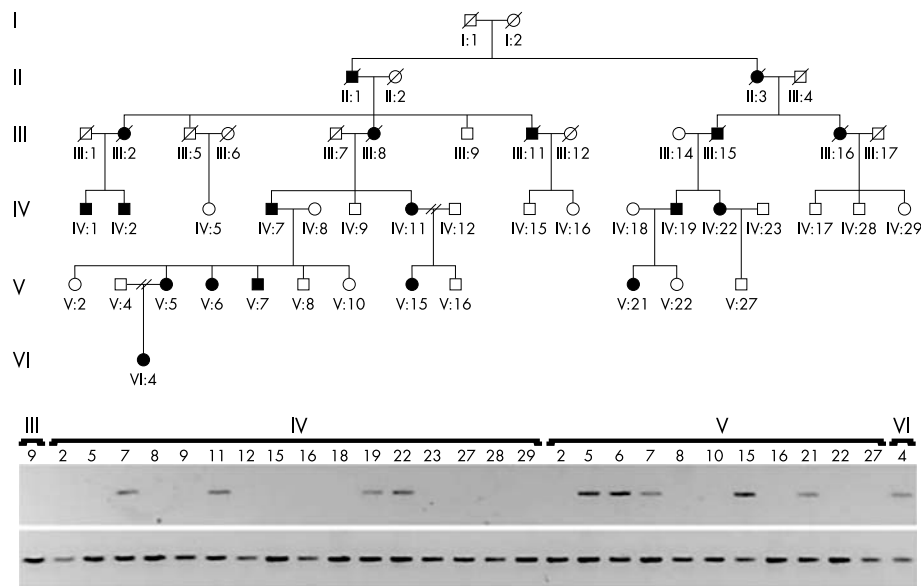 I
I:1 I:2
II
II:1 II:2 II:3 III:4
III
III:1 III:2 III:5 III:6 III:7 III:8 III:9 III:11 III:12 III:14 III:15 III:16 III:17
IV
IV:1 IV:2 IV:5 IV:7 IV:8 IV:9 IV:11 IV:12 IV:15 IV:16 IV:18 IV:19 IV:22 IV:23 IV:17 IV:28 IV:29
V
V:2 V:4 V:5 V:6 V:7 V:8 V:10 V:15 V:16 V:21 V:22 V:27
VI
VI:4
III IV V VI
9 2 5 7 8 9 11 12 15 16 18 19 22 23 27 28 29 2 5 6 7 8 10 15 16 21 22 27 4